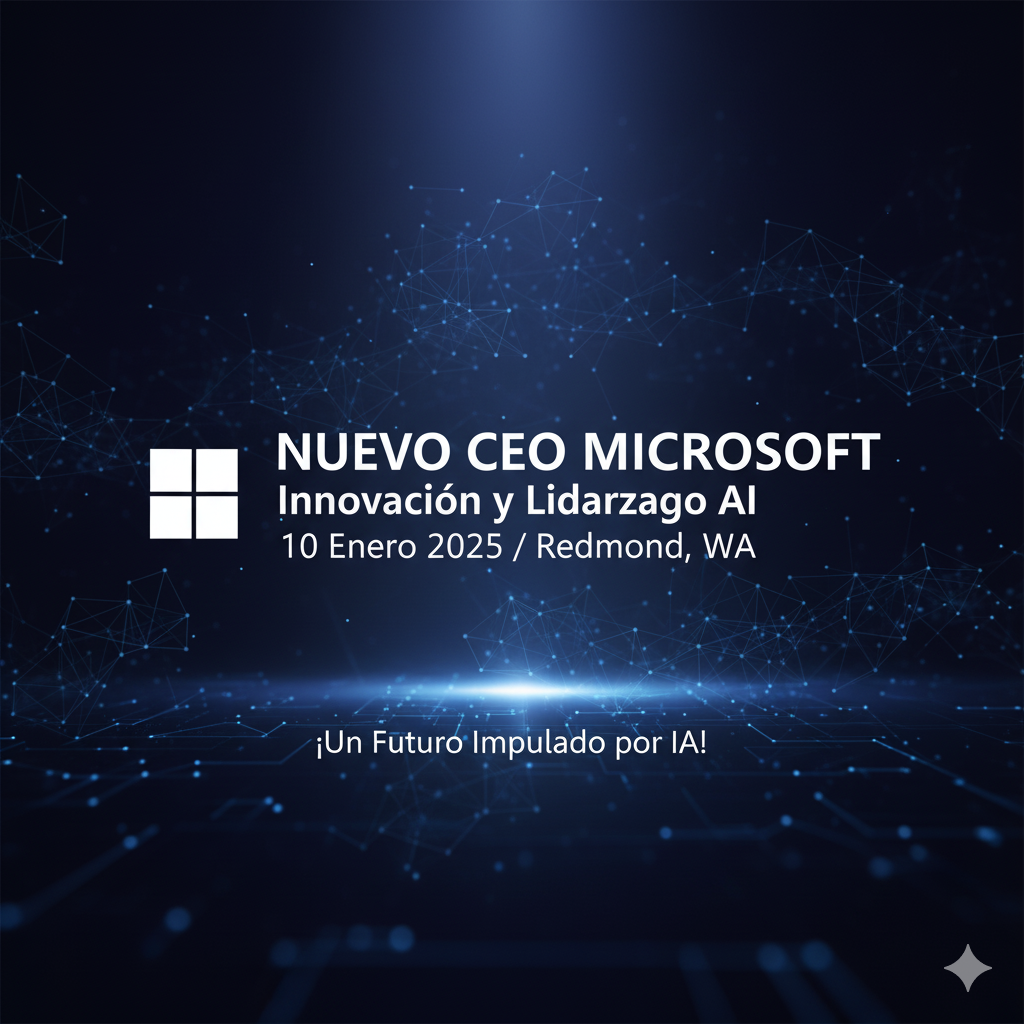 NUEVO CEO MICROSOFT
Innovación y Lidarzago AI
10 Enero 2025 / Redmond, WA
¡Un Futuro Impulado por IA!